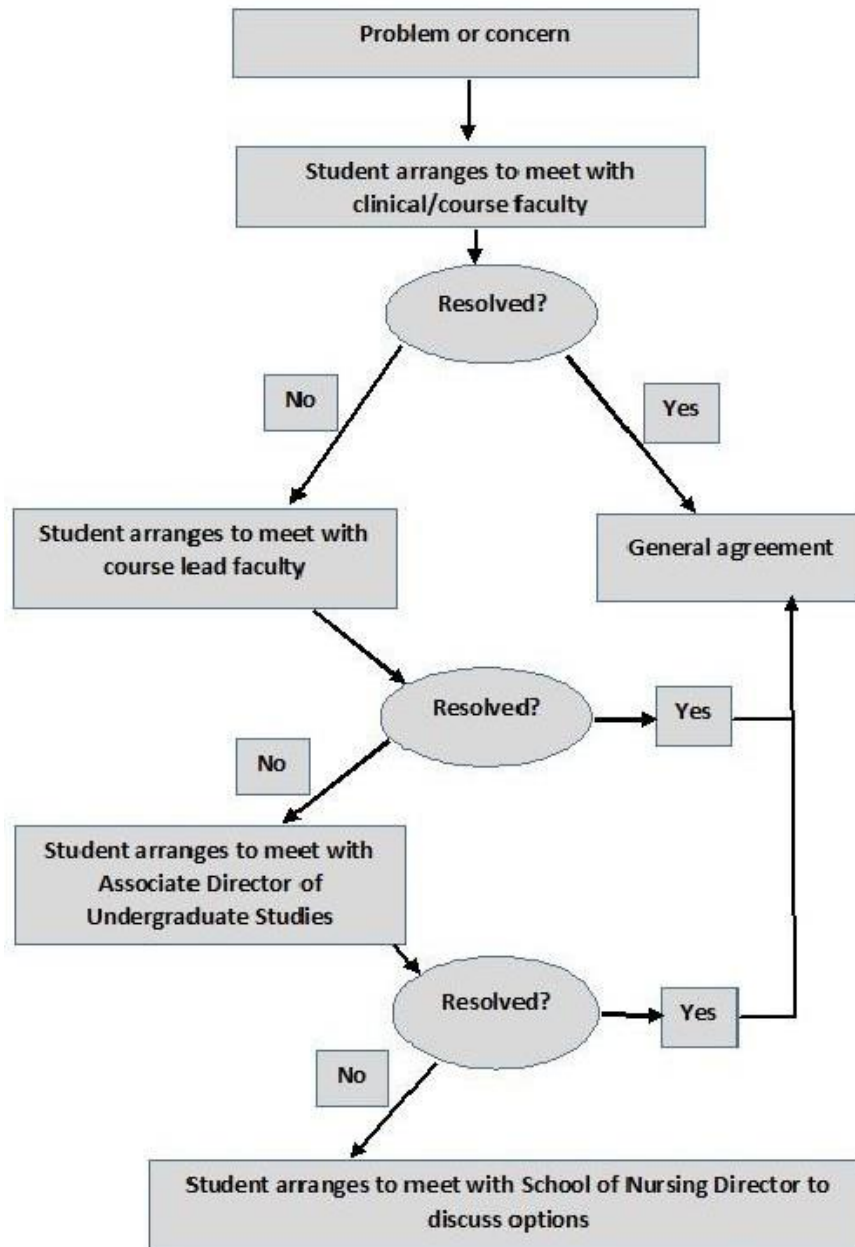 Problem or concern
Student arranges to meet with
clinical/course faculty
Resolved?
No
Yes
Student arranges to meet with
course lead faculty
General agreement
Resolved?
Yes
No
Student arranges to meet with
Associate Director of
Undergraduate Studies
Resolved?
Yes
No
Student arranges to meet with School of Nursing Director to
discuss options